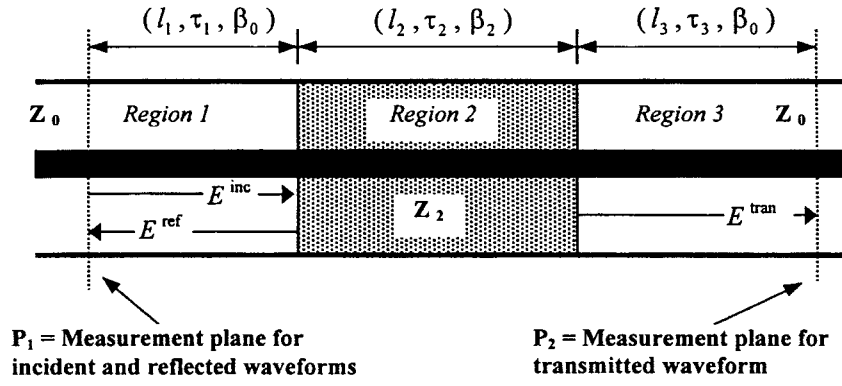 (l₁, τ₁, β₀) (l₂, τ₂, β₂) (l₃, τ₃, β₀)
Z₀ Region 1 Region 2 Region 3 Z₀
E^inc
Z₂
E^ref E^tran
P₁ = Measurement plane for
incident and reflected waveforms
P₂ = Measurement plane for
transmitted waveform